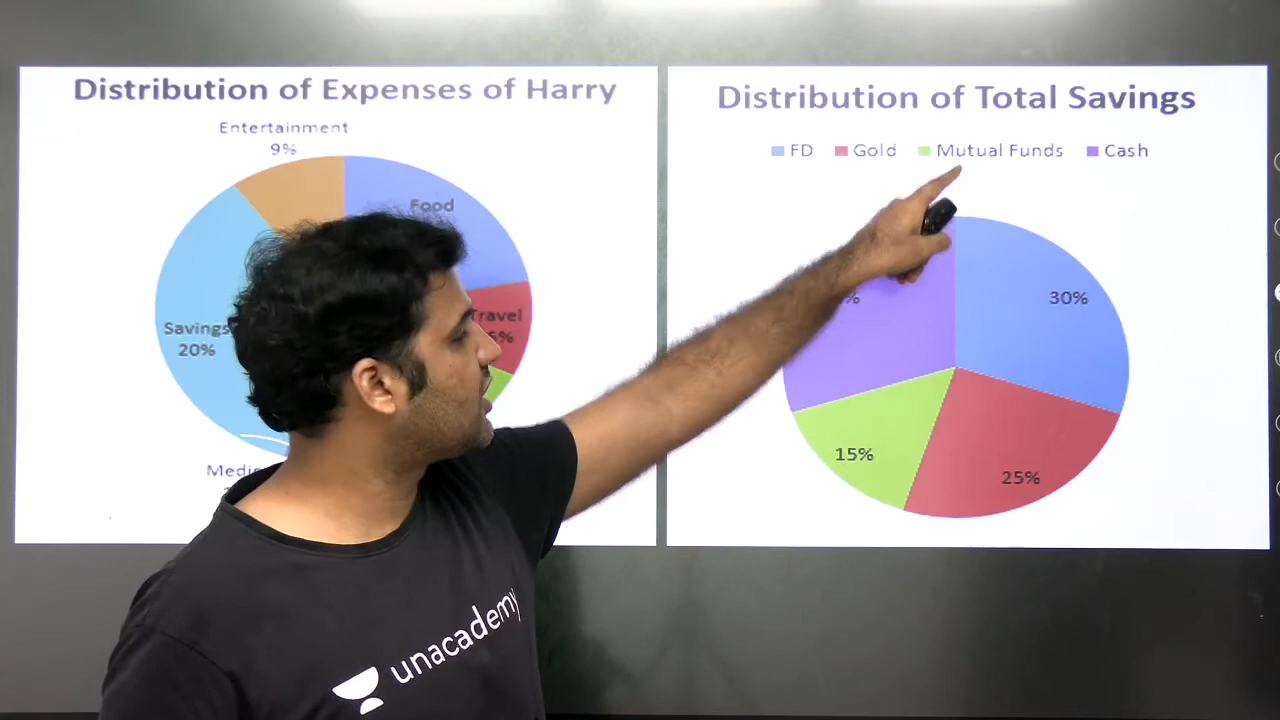 Distribution of Expenses of Harry
Entertainment
9%
Food
Travel
Savings
20%
Distribution of Total Savings
FD Gold Mutual Funds Cash
30%
25%
15%
unacademy